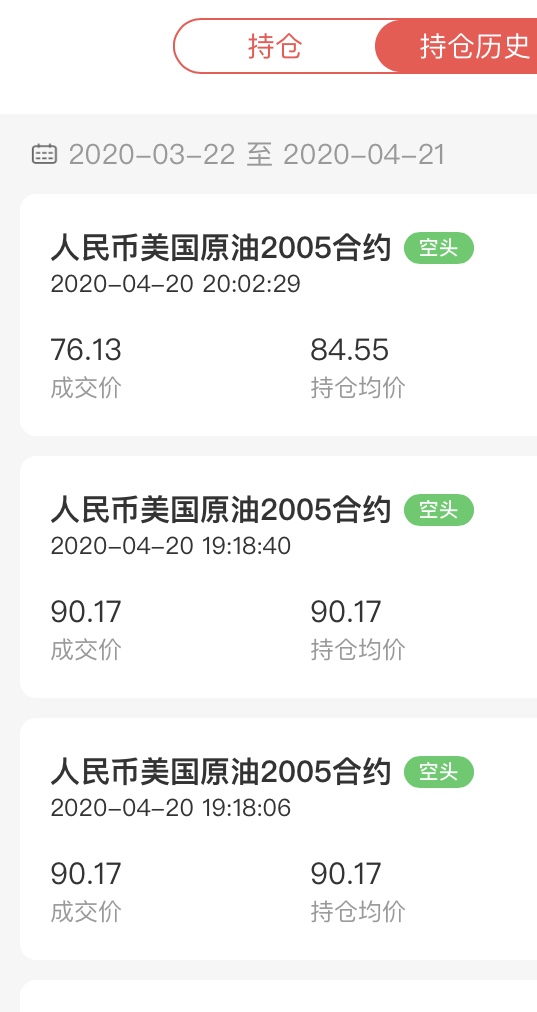 持仓 持仓历史
2020-03-22 至 2020-04-21
人民币美国原油2005合约 空头
2020-04-20 20:02:29
76.13 84.55
成交价 持仓均价
人民币美国原油2005合约 空头
2020-04-20 19:18:40
90.17 90.17
成交价 持仓均价
人民币美国原油2005合约 空头
2020-04-20 19:18:06
90.17 90.17
成交价 持仓均价